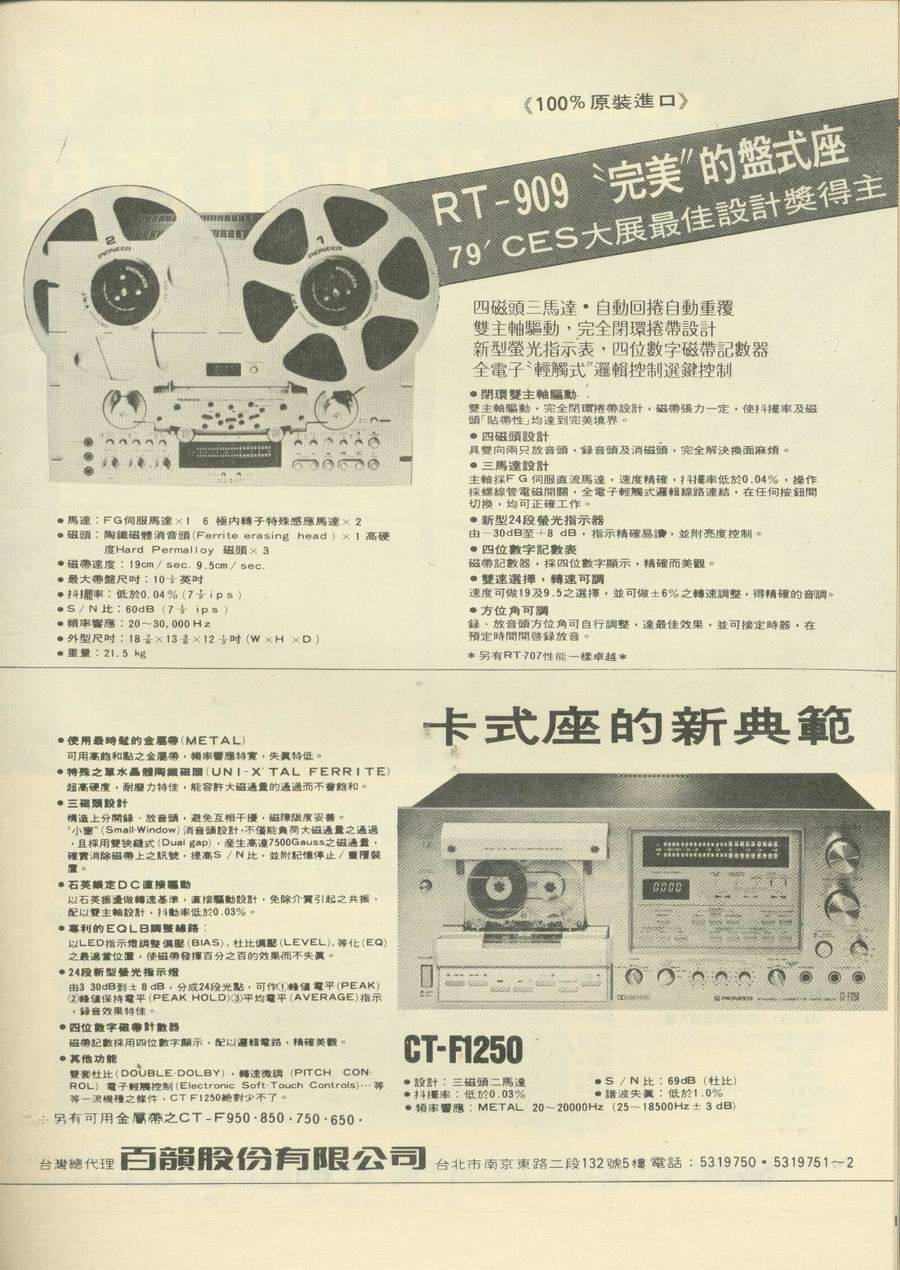 《100%原裝進口》
RT-909〝完美〞的盤式座
79′CES大展最佳設計獎得主
四磁頭三馬達•自動回捲自動重覆
雙主軸驅動,完全閉環捲帶設計
新型螢光指示表,四位數字磁帶記數器
全電子〝輕觸式〞邏輯控制選鍵控制
●閉環雙主軸驅動
雙主軸驅動,完全閉環捲帶設計,磁帶張力一定,使抖擺率及磁
頭「貼帶性」均達到完美境界。
●四磁頭設計
具雙向兩只放音頭,錄音頭及消磁頭,完全解決換面麻煩。
●三馬達設計
主軸採FG伺服直流馬達,速度精確,抖擺率低於0.04%,操作
採螺線管電磁開關,全電子輕觸式邏輯線路連結,在任何按鈕間
切換,均可正確工作。
●新型24段螢光指示器
由-30dB至+8 dB,指示精確易讀,並附亮度控制。
●四位數字記數表
磁帶記數器,採四位數字顯示,精確而美觀。
●雙速選擇,轉速可調
速度可做19及9.5之選擇,並可做±6%之轉速調整,得精確的音調。
●方位角可調
錄、放音頭方位角可自行調整,達最佳效果,並可接定時器,在
預定時間開啓錄放音。
*另有RT-707性能一樣卓越*
2
PIONEER
1
PIONEER
●馬達:FG伺服馬達×1 6 極內轉子特殊感應馬達×2
●磁頭:陶鐵磁體消音頭(Ferrite erasing head)×1 高硬
度Hard Permalloy 磁頭×3
●磁帶速度:19cm/sec. 9.5cm/sec.
●最大帶盤尺吋:10½英吋
●抖擺率:低於0.04%(7½ips)
●S/N比:60dB(7½ ips)
●頻率響應:20~30,000Hz
●外型尺吋:18 ×13 ×12 吋(W×H×D)
●重量:21.5 kg
卡式座的新典範
●使用最時髦的金屬帶(METAL)
可用高飽和點之金屬帶,頻率響應特寬,失眞特低。
●特殊之單水晶體陶鐵磁頭(UNI-X'TAL FERRITE)
超高硬度,耐磨力特佳,能容許大磁通量的通過而不會飽和。
●三磁頭設計
構造上分開錄、放音頭,避免互相干擾,磁隙限度妥善。
〝小窗〞(Small-Window)消音頭設計,不僅能負荷大磁通量之通過
,且採用雙狹縫式(Dual gap),産生高達7500Gauss之磁通量,
確實消除磁帶上之訊號,提高S/N比,並附記憶停止/重覆裝
置。
●石英鎖定DC直接驅動
以石英振盪做轉速基準,直接驅動設計,免除介質引起之共振,
配以雙主軸設計,抖動率低於0.03%。
●專利的EQLB調整線路:
以LED指示燈調整偏壓(BIAS),杜比偏壓(LEVEL),等化(EQ)
之最適當位置,使磁帶發揮百分之百的效果而不失眞。
●24段新型螢光指示燈
由3 30dB到±8 dB,分成24段光點,可作①峰值電平(PEAK)
②峰值保持電平(PEAK HOLD)③平均電平(AVERAGE)指示
,錄音效果特佳。
●四位數字磁帶計數器
磁帶記數採用四位數字顯示,配以邏輯電路,精確美觀。
●其他功能
雙套杜比(DOUBLE-DOLBY),轉速微調(PITCH CON-
ROL)電子輕觸控制(Electronic Soft-Touch Controls)…等
等一流機種之條件,CT F1250絶對少不了。
※另有可用金屬帶之CT-F950·850·750·650·
0000
PIONEER
CT-F1250
CT-F1250
●設計:三磁頭二馬達
●抖擺率:低於0.03%
●頻率響應:METAL 20~20000Hz(25~18500Hz±3 dB)
●S/N比:69dB(杜比)
●諧波失眞:低於1.0%
台灣總代理 百韻股份有限公司 台北市南京東路二段132號5樓 電話:5319750•5319751~2